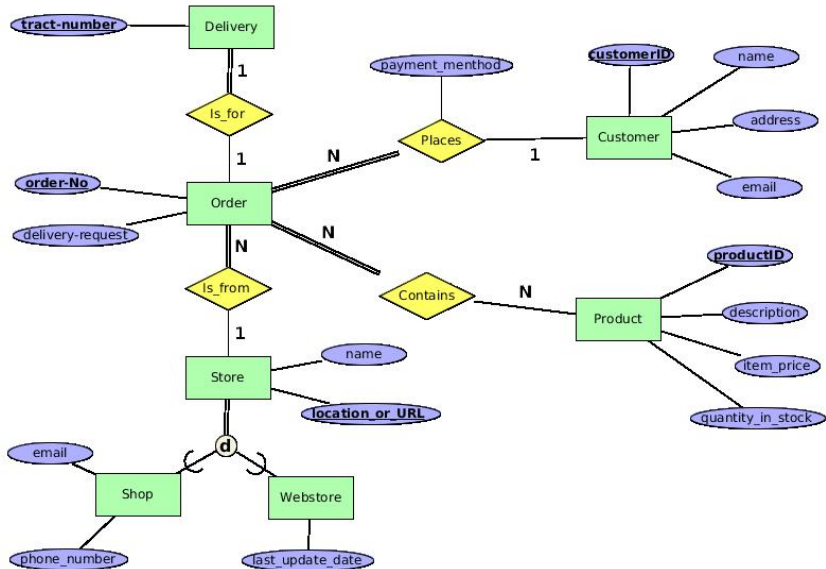 tract-number
Delivery
1
Is_for
1
payment_menthod
customerID
name
Places
N
1
Customer
address
email
order-No
Order
delivery-request
N
N
Is_from
1
Contains
N
productID
Product
description
item_price
quantity_in_stock
Store
name
location_or_URL
d
email
Shop
phone_number
Webstore
last_update_date